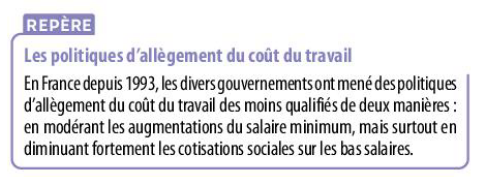 REPÈRE
Les politiques d'allègement du coût du travail
En France depuis 1993, les divers gouvernements ont mené des politiques
d'allègement du coût du travail des moins qualifiés de deux manières :
en modérant les augmentations du salaire minimum, mais surtout en
diminuant fortement les cotisations sociales sur les bas salaires.